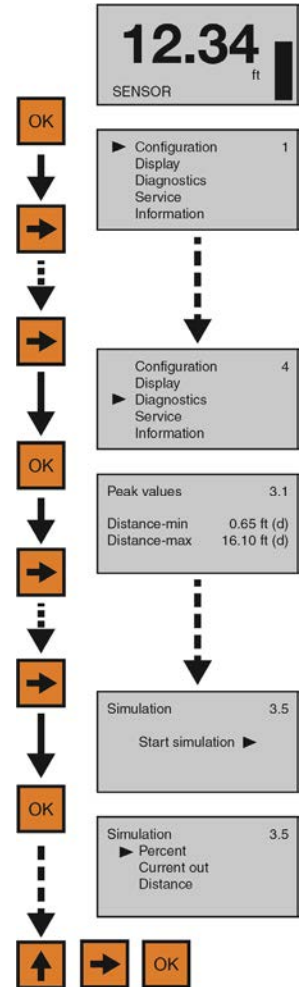 12.34
ft
SENSOR
OK
Configuration 1
Display
Diagnostics
Service
Information
Configuration 4
Display
Diagnostics
Service
Information
OK
Peak values 3.1
Distance-min 0.65 ft (d)
Distance-max 16.10 ft (d)
Simulation 3.5
Start simulation
OK
Simulation 3.5
Percent
Current out
Distance
OK